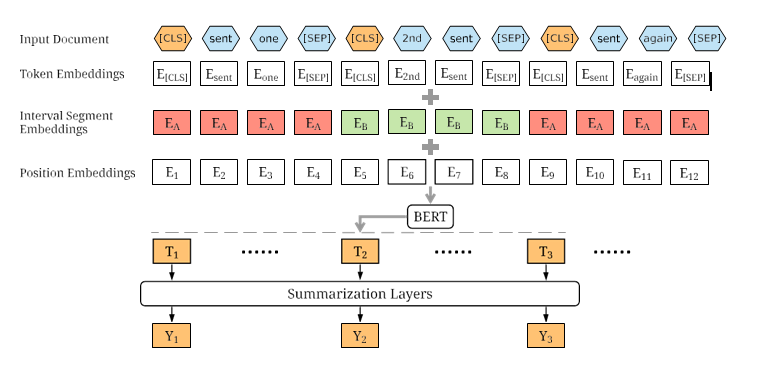 Input Document [CLS] sent one [SEP] [CLS] 2nd sent [SEP] [CLS] sent again [SEP]
Token Embeddings E[CLS] Esent Eone E[SEP] E[CLS] E2nd Esent E[SEP] E[CLS] Esent Eagain E[SEP]
Interval Segment
Embeddings EA EA EA EA EB EB EB EB EA EA EA EA
Position Embeddings E1 E2 E3 E4 E5 E6 E7 E8 E9 E10 E11 E12
BERT
T1 ...... T2 ...... T3 ......
Summarization Layers
Y1 Y2 Y3